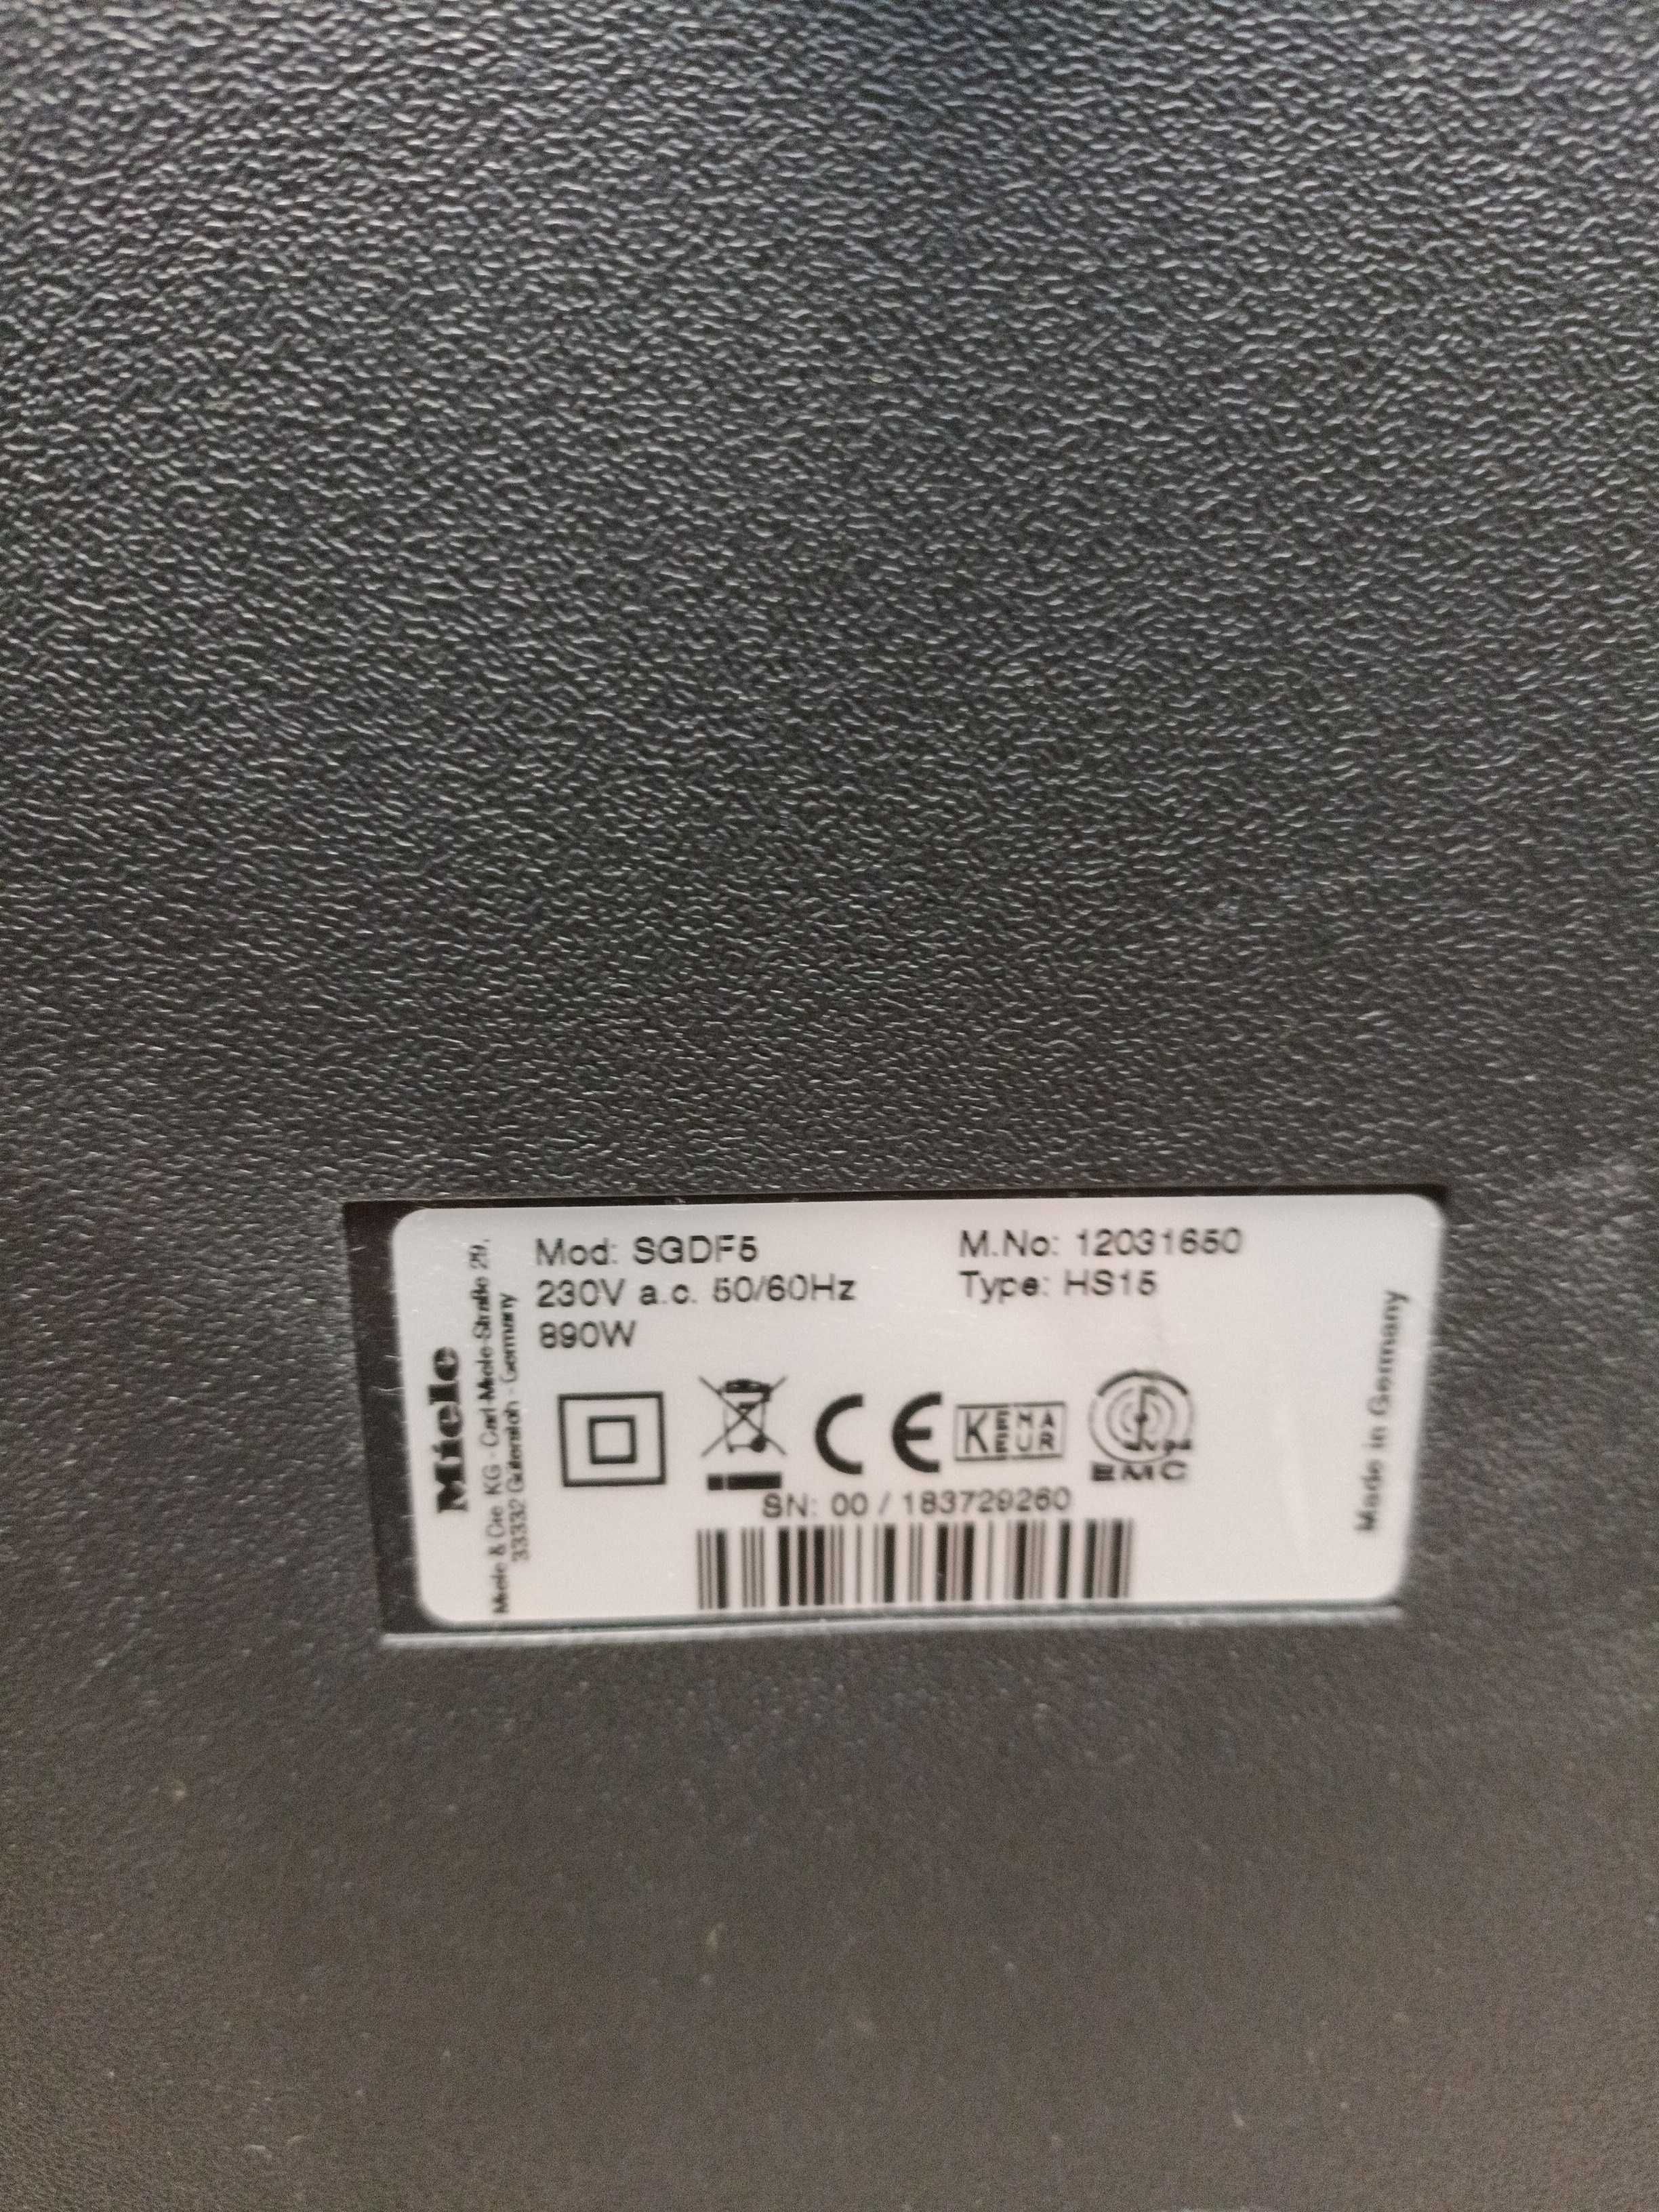 Miele
Miele & Cie. KG - Carl-Miele-Straße 29,
33332 Gütersloh - Germany
Mod: SGDF5
M.No: 12031650
230V a.c. 50/60Hz
Type: HS15
890W
CE
KEMA
EUR
EMC
SN: 00 / 183729260
Made in Germany